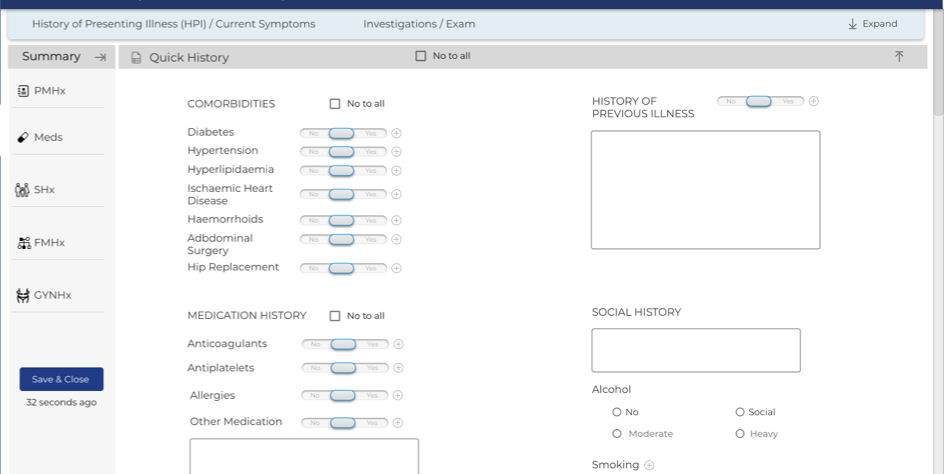 History of Presenting Illness (HPI) / Current Symptoms
Investigations / Exam
Expand
Summary
Quick History
No to all
PMHx
Meds
SHx
FMHx
GYNHx
Save & Close
32 seconds ago
COMORBIDITIES
No to all
Diabetes
No Yes
Hypertension
No Yes
Hyperlipidaemia
No Yes
Ischaemic Heart
Disease
No Yes
Haemorrhoids
No Yes
Adbdominal
Surgery
No Yes
Hip Replacement
No Yes
MEDICATION HISTORY
No to all
Anticoagulants
No Yes
Antiplatelets
No Yes
Allergies
No Yes
Other Medication
No Yes
HISTORY OF
PREVIOUS ILLNESS
No Yes
SOCIAL HISTORY
Alcohol
No
Social
Moderate
Heavy
Smoking